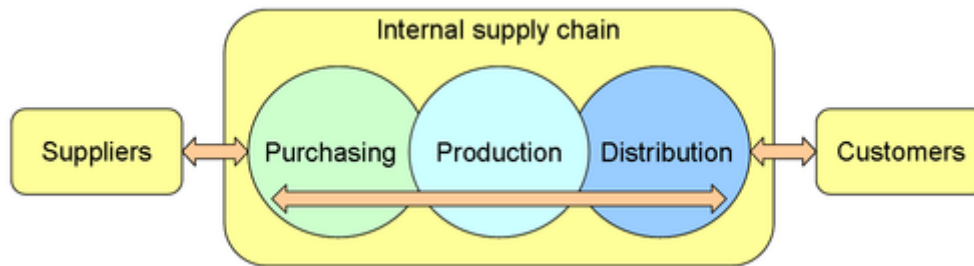 Internal supply chain
Suppliers
Purchasing
Production
Distribution
Customers